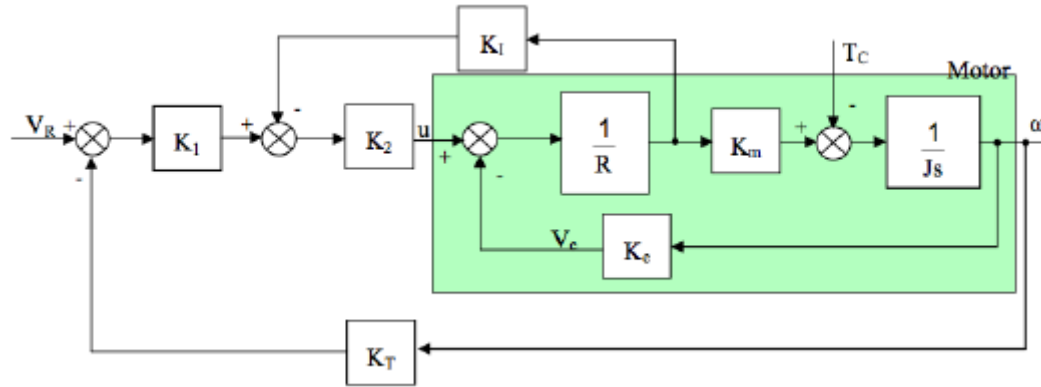 K_I
T_C
Motor
V_R + K_1 + - K_2 u + 1/R K_m + - 1/Js
- - V_e K_e
K_T